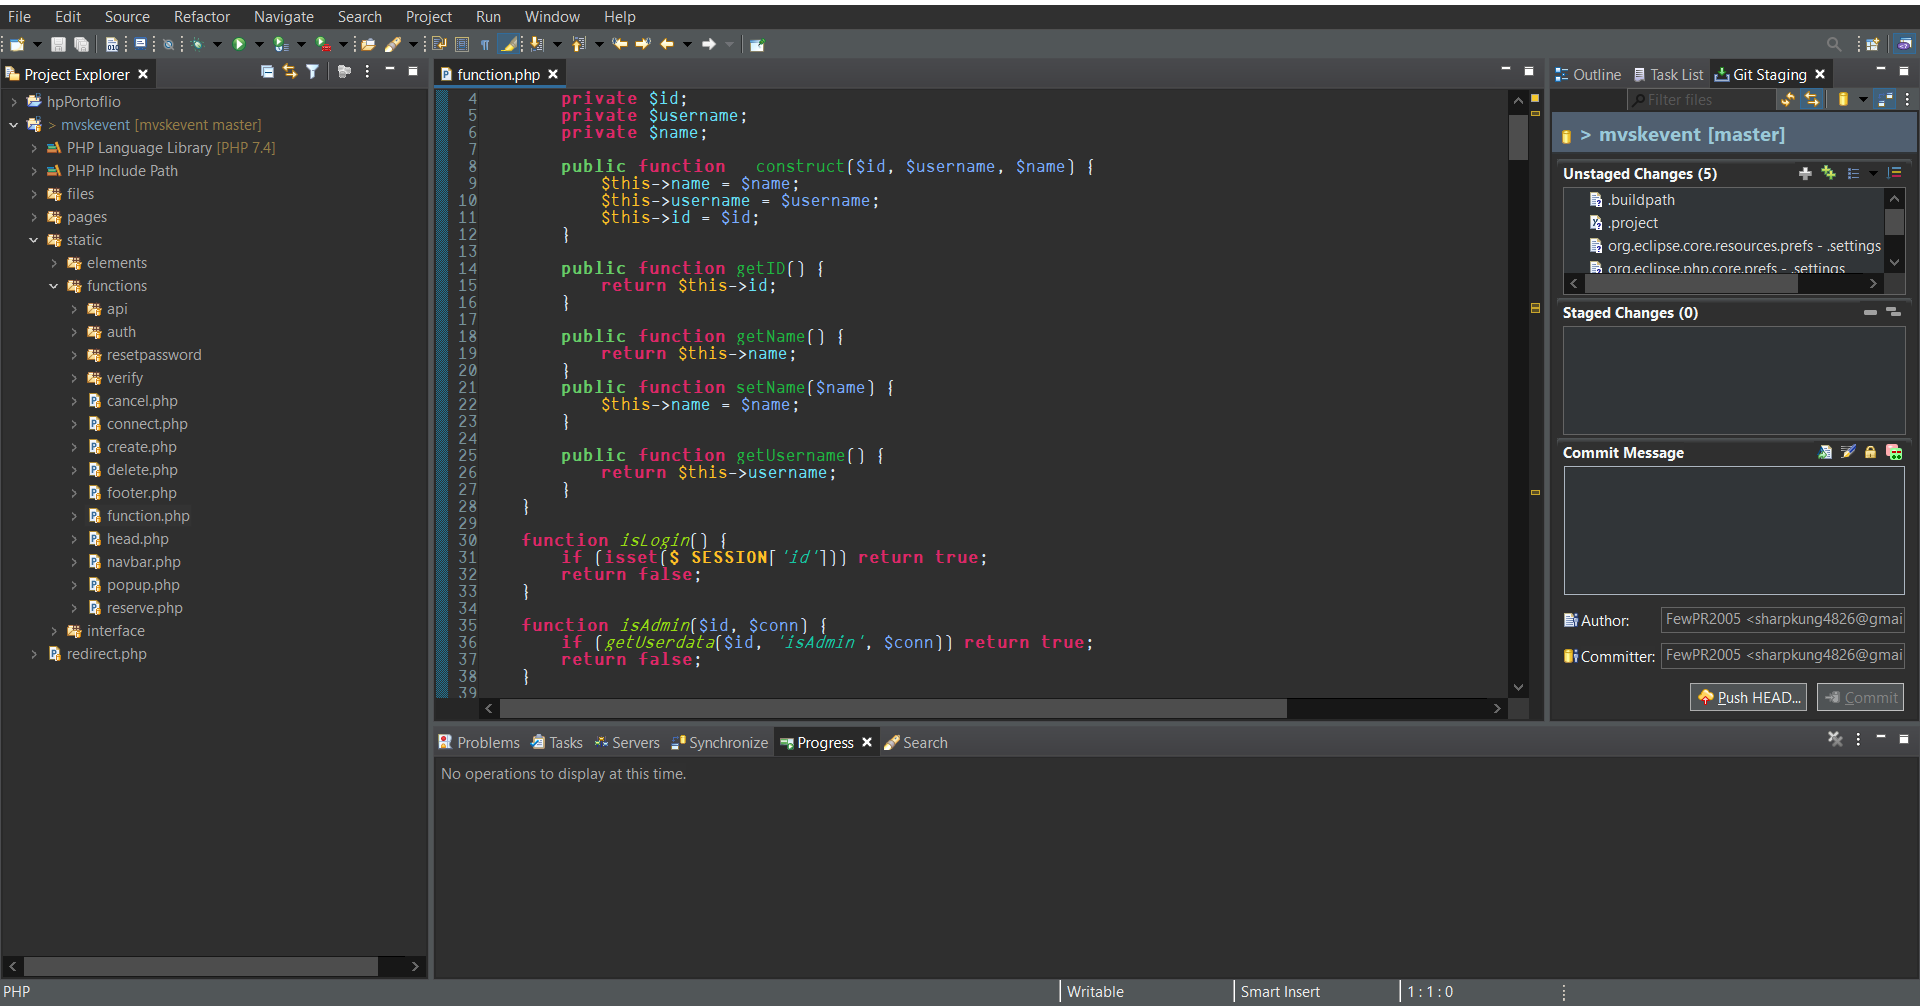 File Edit Source Refactor Navigate Search Project Run Window Help
Project Explorer
hpPortoflio
> mvskevent [mvskevent master]
PHP Language Library [PHP 7.4]
PHP Include Path
files
pages
static
elements
functions
api
auth
resetpassword
verify
cancel.php
connect.php
create.php
delete.php
footer.php
function.php
head.php
navbar.php
popup.php
reserve.php
interface
redirect.php
function.php
4 private $id;
5 private $username;
6 private $name;
7
8 public function __construct($id, $username, $name) {
9 $this->name = $name;
10 $this->username = $username;
11 $this->id = $id;
12 }
13
14 public function getID() {
15 return $this->id;
16 }
17
18 public function getName() {
19 return $this->name;
20 }
21 public function setName($name) {
22 $this->name = $name;
23 }
24
25 public function getUsername() {
26 return $this->username;
27 }
28 }
29
30 function isLogin() {
31 if (isset($_SESSION['id'])) return true;
32 return false;
33 }
34
35 function isAdmin($id, $conn) {
36 if (getUserdata($id, 'isAdmin', $conn)) return true;
37 return false;
38 }
39
Outline Task List Git Staging
Filter files
> mvskevent [master]
Unstaged Changes (5)
.buildpath
.project
org.eclipse.core.resources.prefs - .settings
org.eclipse.php.core.prefs - .settings
Staged Changes (0)
Commit Message
Author: FewPR2005 <sharpkung4826@gmai
Committer: FewPR2005 <sharpkung4826@gmai
Push HEAD... Commit
Problems Tasks Servers Synchronize Progress Search
No operations to display at this time.
PHP Writable Smart Insert 1 : 1 : 0